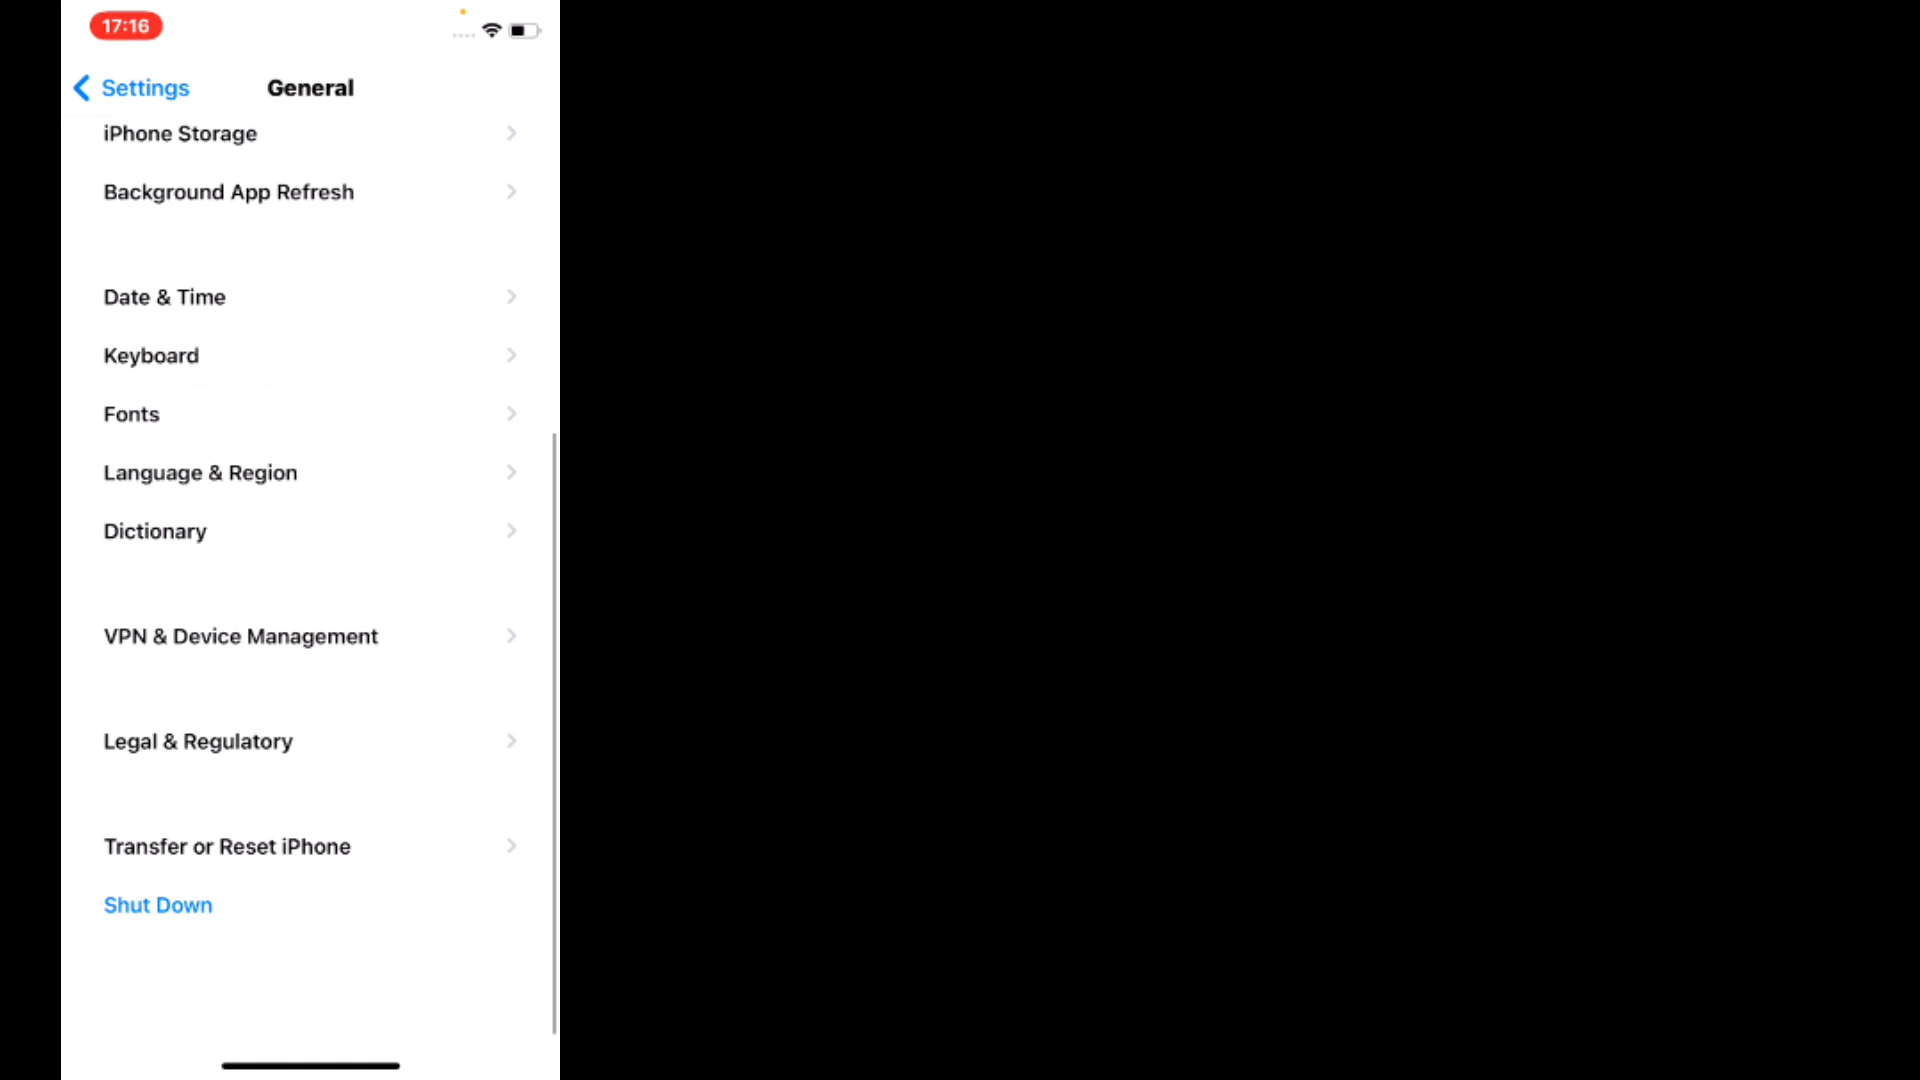 17:16
Settings
General
iPhone Storage
Background App Refresh
Date & Time
Keyboard
Fonts
Language & Region
Dictionary
VPN & Device Management
Legal & Regulatory
Transfer or Reset iPhone
Shut Down